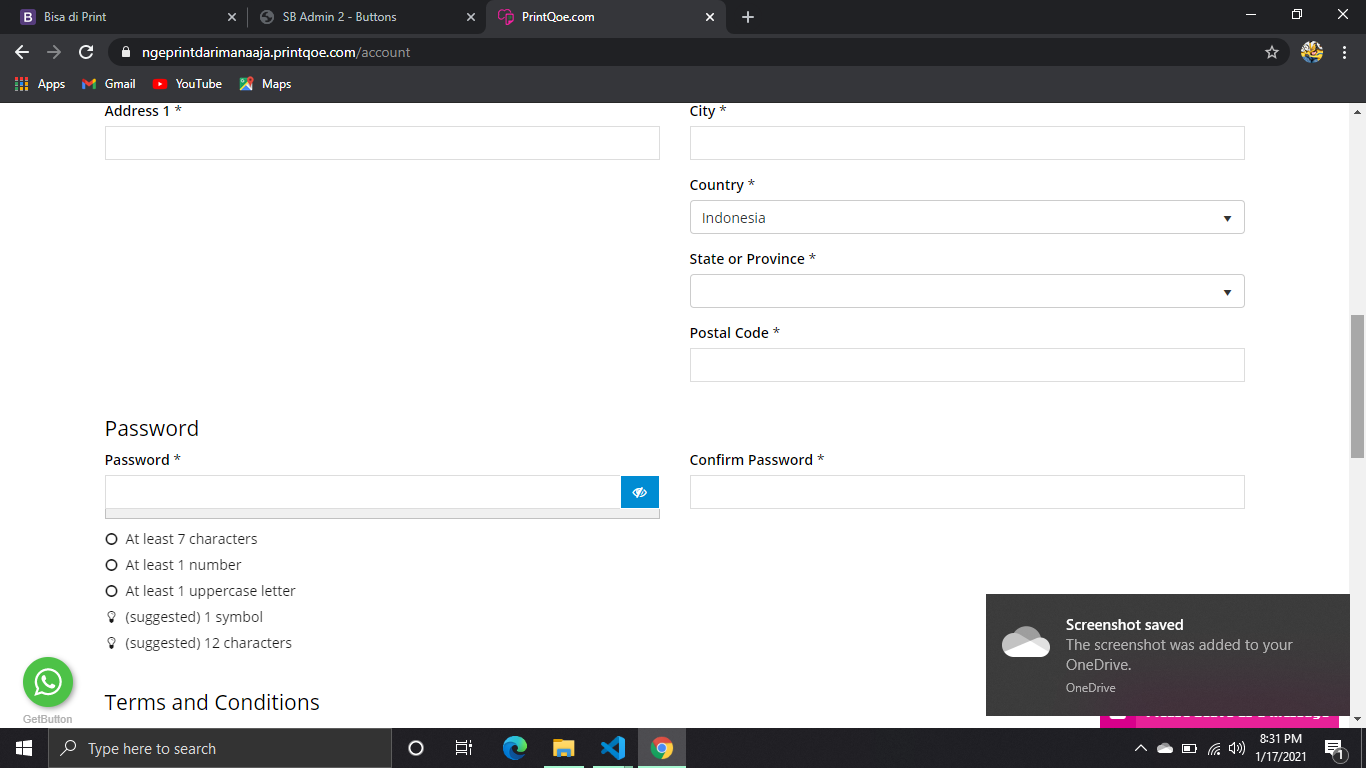 Bisa di Print
SB Admin 2 - Buttons
PrintQoe.com
ngeprintdarimanaaja.printqoe.com/account
Apps
Gmail
YouTube
Maps
Address 1 *
City *
Country *
Indonesia
State or Province *
Postal Code *
Password
Password *
Confirm Password *
At least 7 characters
At least 1 number
At least 1 uppercase letter
(suggested) 1 symbol
(suggested) 12 characters
Screenshot saved
The screenshot was added to your
OneDrive.
OneDrive
GetButton
Terms and Conditions
Type here to search
8:31 PM
1/17/2021
1